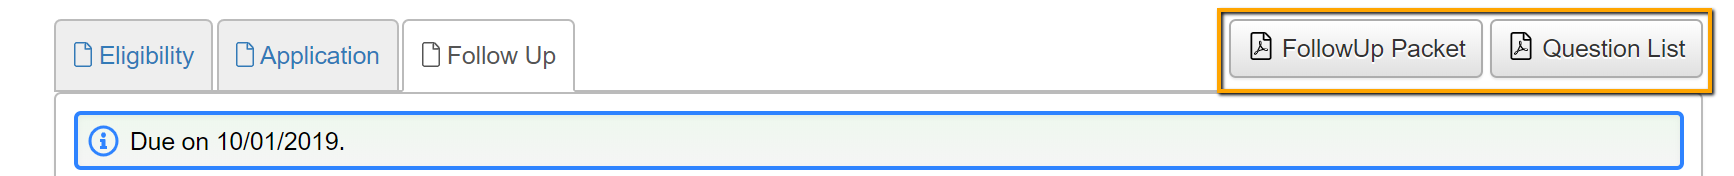 Eligibility Application Follow Up FollowUp Packet Question List
Due on 10/01/2019.